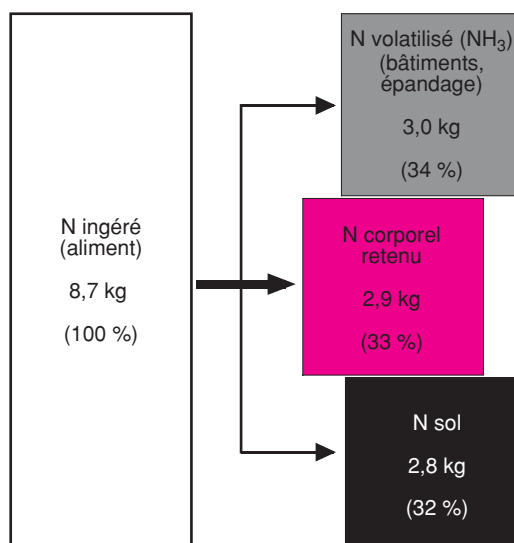 N ingéré
(aliment)
8,7 kg
(100 %)
N volatilisé (NH₃)
(bâtiments,
épandage)
3,0 kg
(34 %)
N corporel
retenu
2,9 kg
(33 %)
N sol
2,8 kg
(32 %)